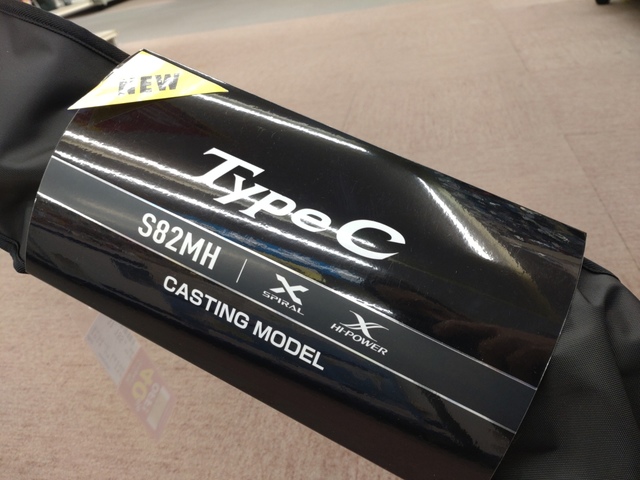 NEW
Type C
S82MH
X
SPIRAL
X
HI-POWER
CASTING MODEL